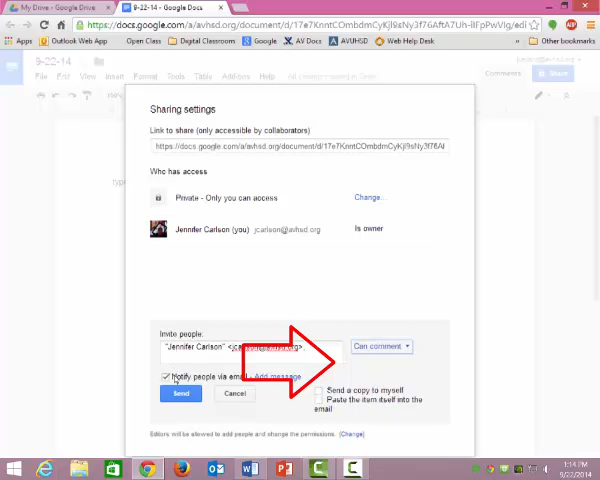 My Drive - Google Drive
9-22-14 - Google Docs
https://docs.google.com/a/avhsd.org/document/d/
Apps
Outlook Web App
Open Class
Digital Classroom
Google
AV Docs
AVUHSD
Web Help Desk
»
Other bookmarks
9-22-14
File Edit View Insert Format Tools Table Add-ons Help
Comments
Share
Sharing settings
Link to share (only accessible by collaborators)
https://docs.google.com/a/avhsd.org/document/d/
Who has access
Private - Only you can access
Change...
Jennifer Carlson (you) jcarlson@avhsd.org
Is owner
Invite people:
"Jennifer Carlson"
Can comment
Notify people via email - Add message
Send
Cancel
Send a copy to myself
Paste the item itself into the
email
Editors will be allowed to add people and change the permissions. [Change]
1:14 PM
9/22/2014